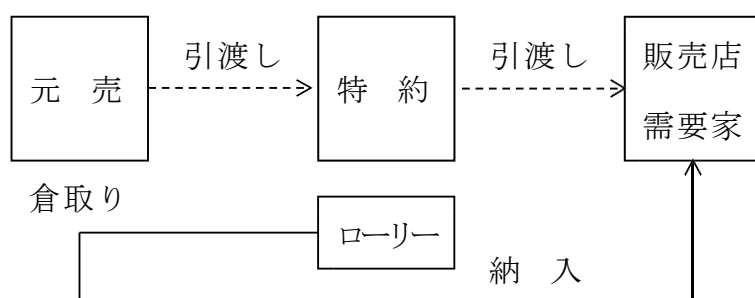 引渡し
引渡し
元　売
特　約
販売店
需要家
倉取り
ローリー
納　入